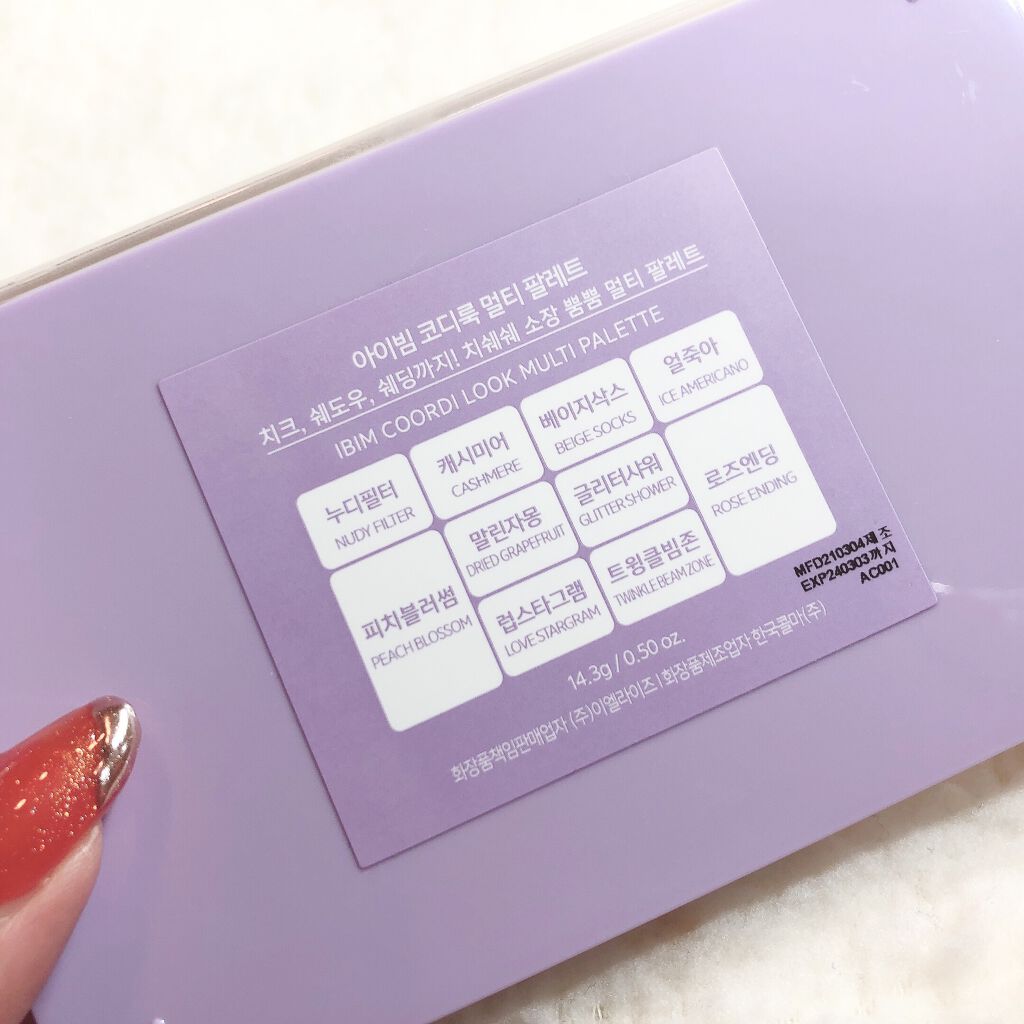 아이빔 코디룩 멀티 팔레트
치크, 쉐도우, 쉐딩까지! 치쉐쉐 소장 뿜뿜 멀티 팔레트
IBIM COORDI LOOK MULTI PALETTE
누디필터
NUDY FILTER
캐시미어
CASHMERE
베이지삭스
BEIGE SOCKS
얼죽아
ICE AMERICANO
피치블러썸
PEACH BLOSSOM
말린자몽
DRIED GRAPEFRUIT
글리터샤워
GLITTER SHOWER
로즈엔딩
ROSE ENDING
럽스타그램
LOVE STARGRAM
트윙클빔존
TWINKLE BEAM ZONE
MFD210304제조
EXP240303까지
AC001
14.3g / 0.50 oz.
화장품책임판매업자 (주)이엘라이즈 | 화장품제조업자 한국콜마(주)